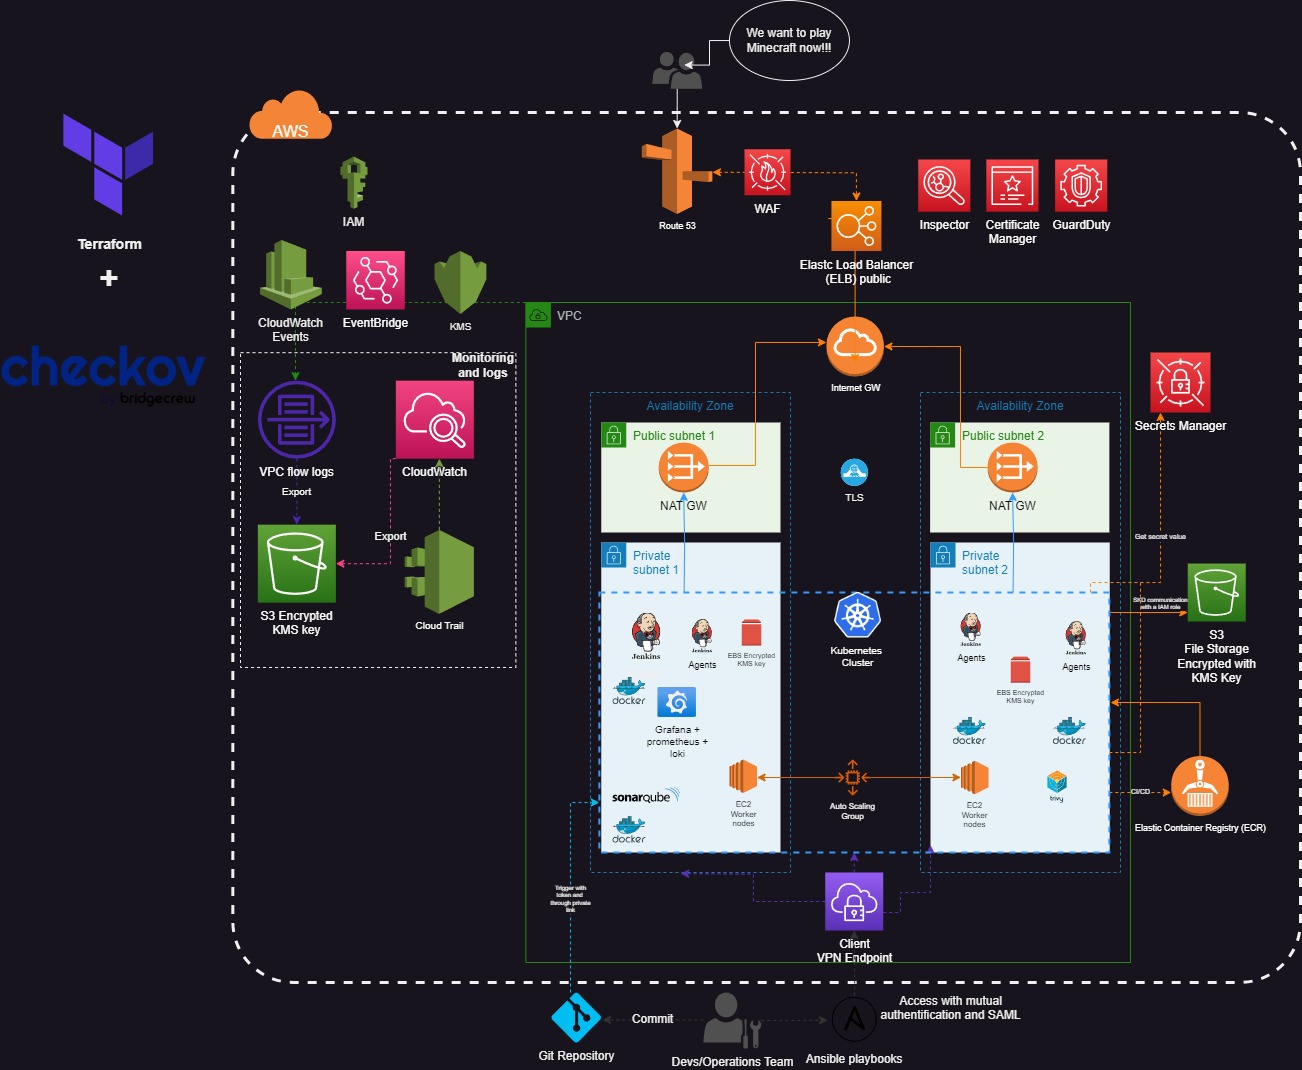 We want to play
Minecraft now!!!
AWS
Terraform
+
checkov
by bridgecrew
IAM
Route 53
WAF
Inspector
Certificate
Manager
GuardDuty
Elastc Load Balancer
(ELB) public
CloudWatch
Events
EventBridge
KMS
VPC
Internet GW
Monitoring
and logs
VPC flow logs
Export
CloudWatch
Export
S3 Encrypted
KMS key
Cloud Trail
Availability Zone
Public subnet 1
NAT GW
Private
subnet 1
TLS
Availability Zone
Public subnet 2
NAT GW
Private
subnet 2
Secrets Manager
Get secret value
SKD communication
with a IAM role
S3
File Storage
Encrypted with
KMS Key
Kubernetes
Cluster
Jenkins
Jenkins
Agents
EBS Encrypted
KMS key
docker
Grafana +
prometheus +
loki
sonarqube
docker
EC2
Worker
nodes
Auto Scaling
Group
Jenkins
Agents
Jenkins
Agents
EBS Encrypted
KMS key
docker
docker
EC2
Worker
nodes
trivy
CI/CD
Elastic Container Registry (ECR)
Trigger with
token and
through private
link
Client
VPN Endpoint
Git Repository
Commit
Devs/Operations Team
Ansible playbooks
Access with mutual
authentification and SAML